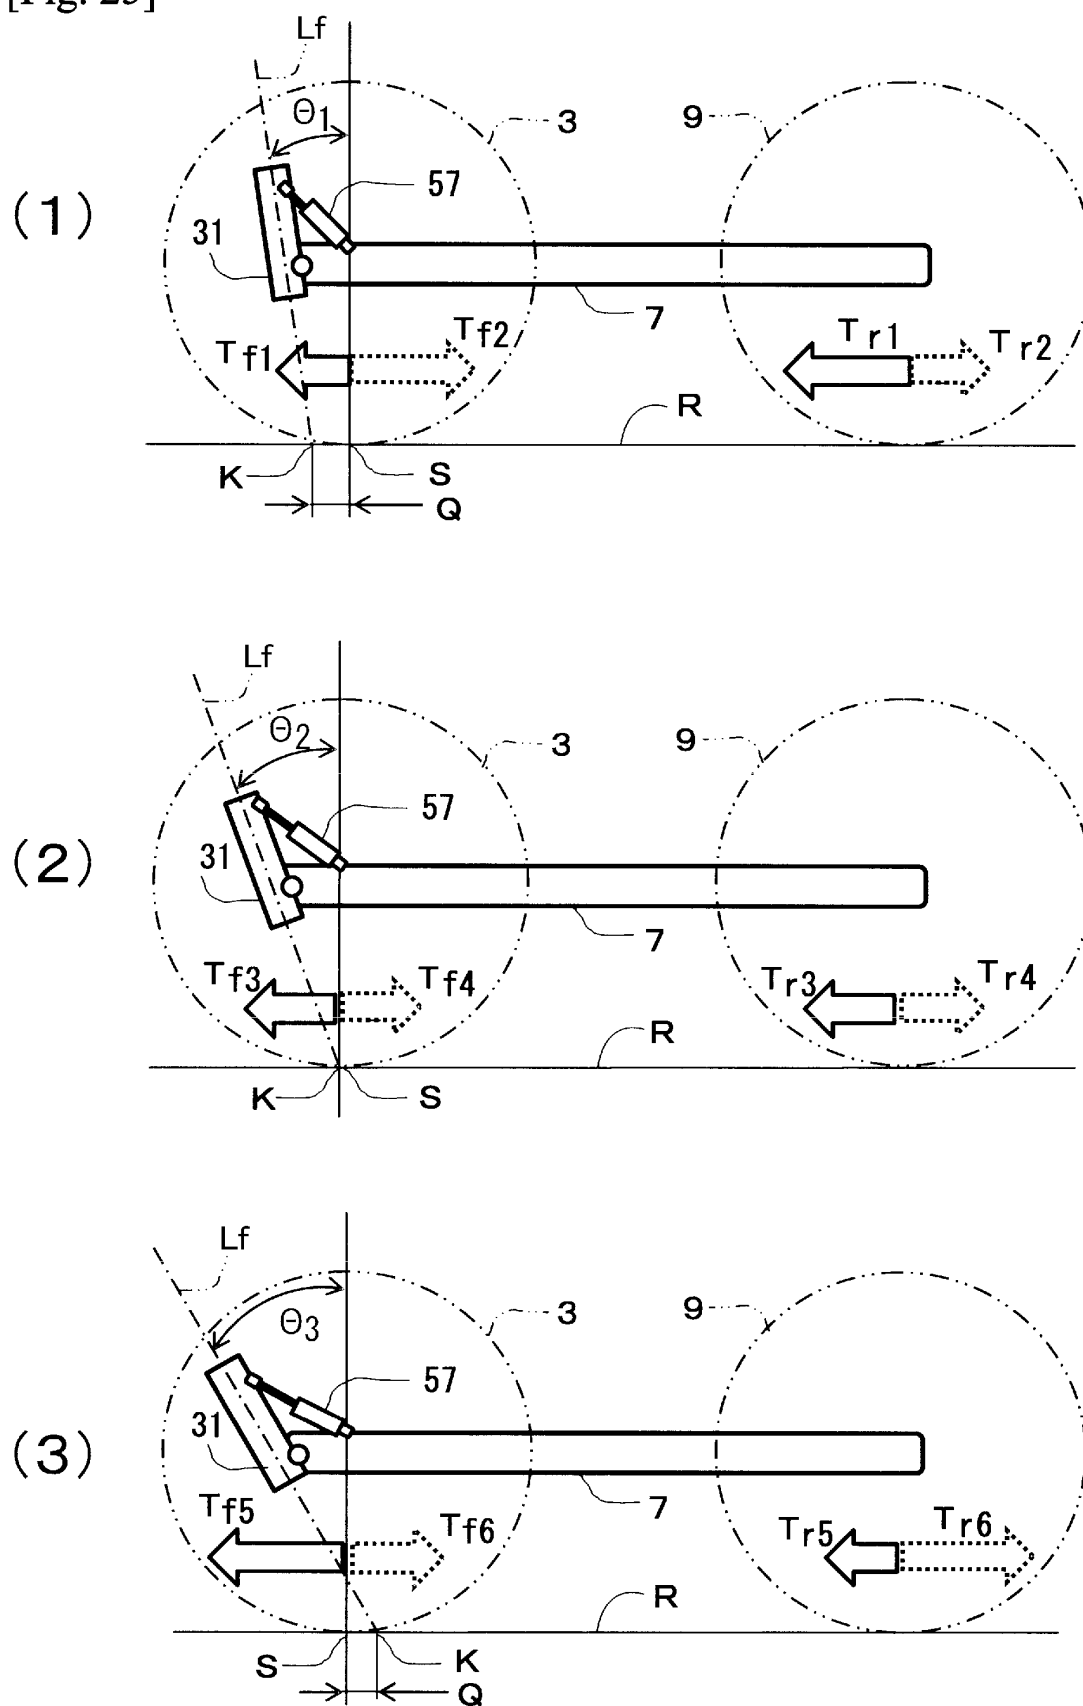 [Fig. 25]
Lf
Θ1
3
9
57
(1)
31
7
Tf1
Tf2
Tr1
Tr2
R
K
S
Q
Lf
Θ2
3
9
57
(2)
31
7
Tf3
Tf4
Tr3
Tr4
R
K
S
Lf
Θ3
3
9
57
31
(3)
7
Tf5
Tf6
Tr5
Tr6
R
S
K
Q